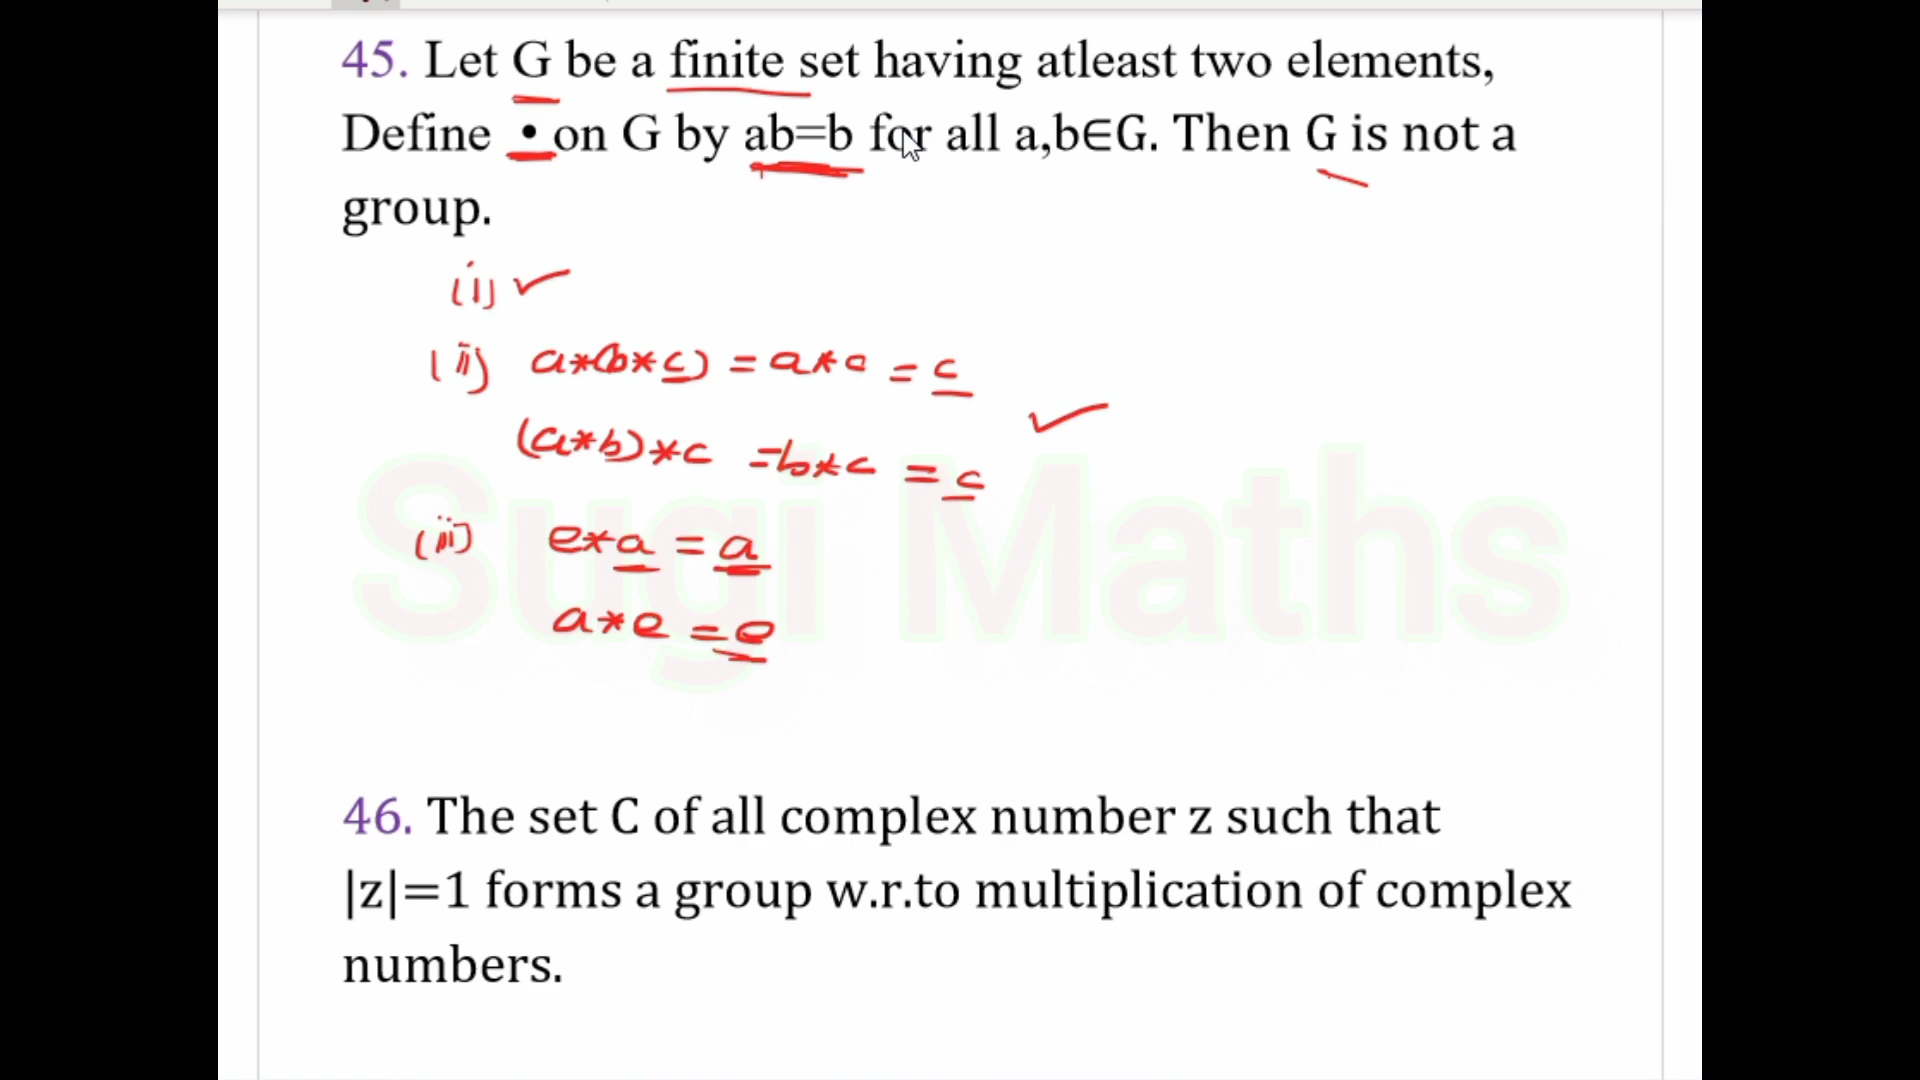 45. Let G be a finite set having atleast two elements,
Define • on G by ab=b for all a,b∈G. Then G is not a
group.
(i) ✓
(ii) a*(b*c) = a*c = c
(a*b)*c = b*c = c ✓
(iii) e*a = a
a*e = e
Sugi Maths
46. The set C of all complex number z such that
|z|=1 forms a group w.r.to multiplication of complex
numbers.